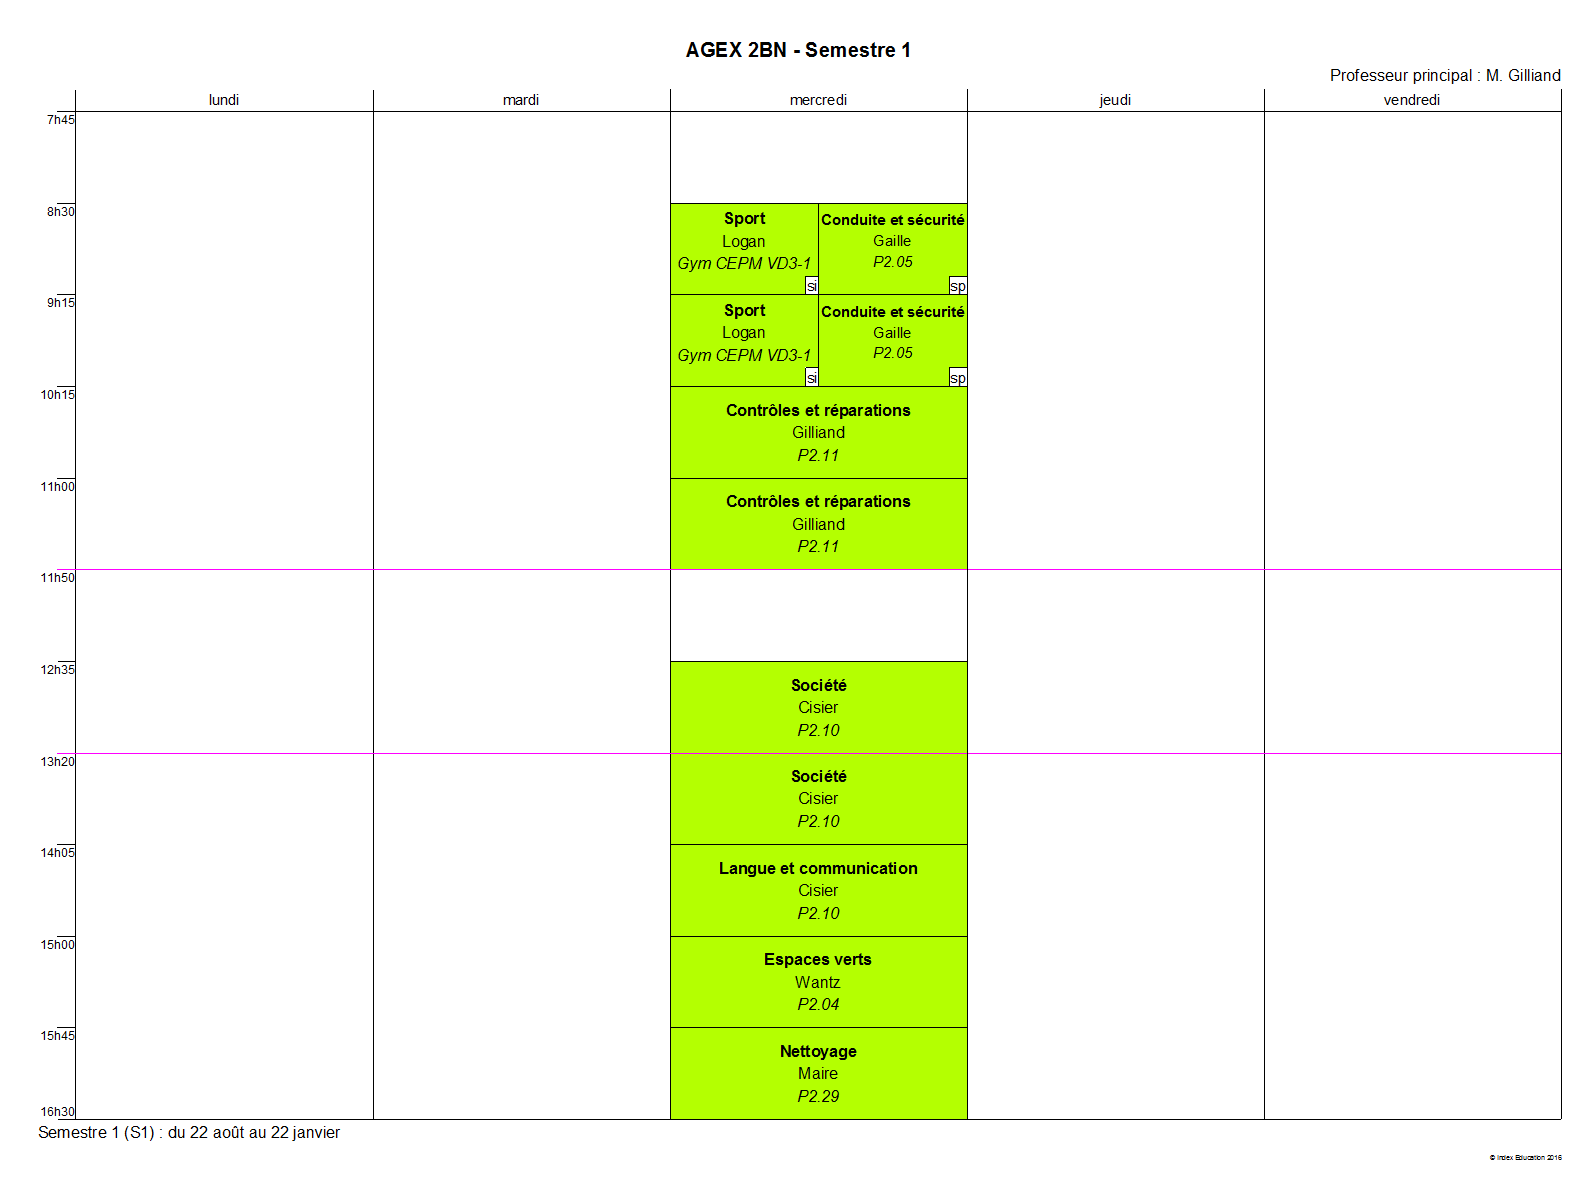 AGEX 2BN - Semestre 1
Professeur principal : M. Gilliand
lundi mardi mercredi jeudi vendredi
7h45
8h30
Sport
Logan
Gym CEPM VD3-1
si
Conduite et sécurité
Gaille
P2.05
sp
9h15
Sport
Logan
Gym CEPM VD3-1
si
Conduite et sécurité
Gaille
P2.05
sp
10h15
Contrôles et réparations
Gilliand
P2.11
11h00
Contrôles et réparations
Gilliand
P2.11
11h50
12h35
Société
Cisier
P2.10
13h20
Société
Cisier
P2.10
14h05
Langue et communication
Cisier
P2.10
15h00
Espaces verts
Wantz
P2.04
15h45
Nettoyage
Maire
P2.29
16h30
Semestre 1 (S1) : du 22 août au 22 janvier
© Index Education 2016